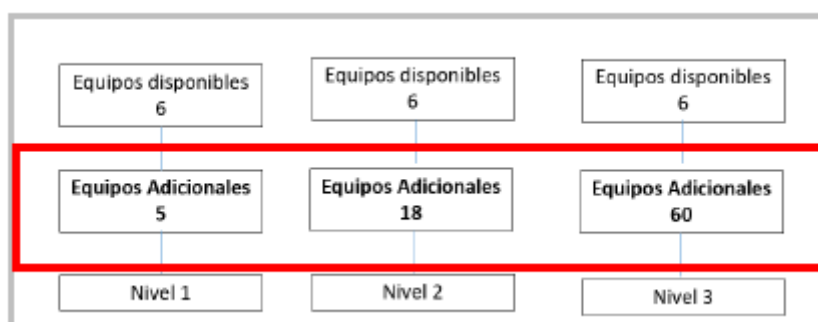 Equipos disponibles
6
Equipos disponibles
6
Equipos disponibles
6
Equipos Adicionales
5
Equipos Adicionales
18
Equipos Adicionales
60
Nivel 1
Nivel 2
Nivel 3